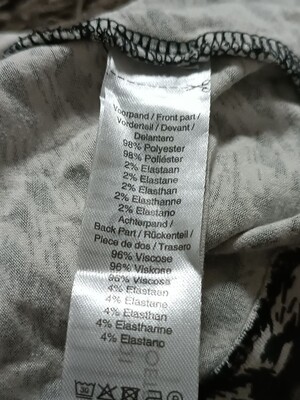 Voorpand / Front part /
Vorderteil / Devant /
Delantero
98% Polyester
98% Poliéster
2% Elastaan
2% Elastane
2% Elasthan
2% Elasthanne
2% Elastano
Achterpand /
Back Part / Rückenteil /
Piece de dos / Trasero
96% Viscose
96% Viskose
96% Viscosa
4% Elastaan
4% Elastane
4% Elasthan
4% Elasthanne
4% Elastano